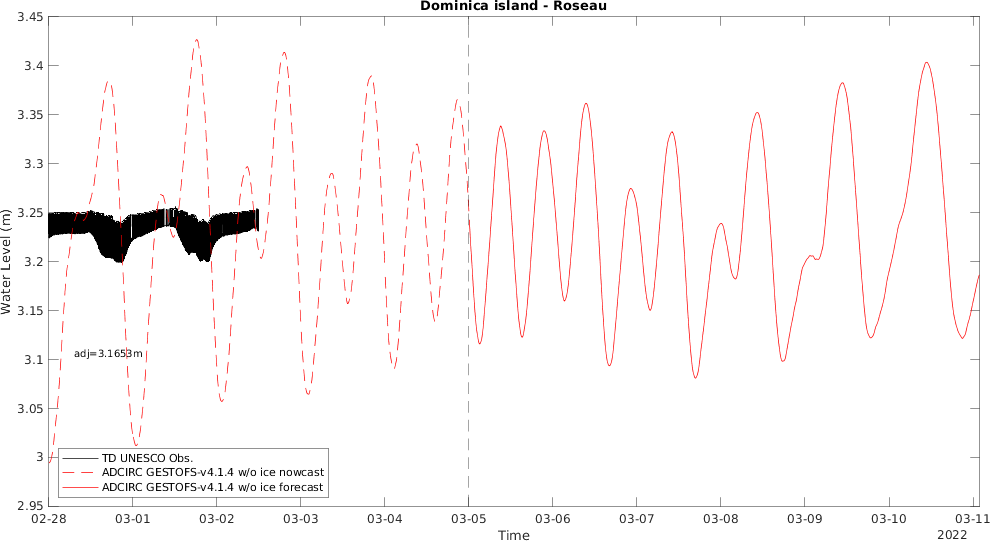 Dominica island - Roseau
3.45
3.4
3.35
3.3
3.25
3.2
3.15
3.1
3.05
3
2.95
Water Level (m)
adj=3.1653m
TD UNESCO Obs.
ADCIRC GESTOFS-v4.1.4 w/o ice nowcast
ADCIRC GESTOFS-v4.1.4 w/o ice forecast
02-28 03-01 03-02 03-03 03-04 03-05 03-06 03-07 03-08 03-09 03-10 03-11
Time
2022